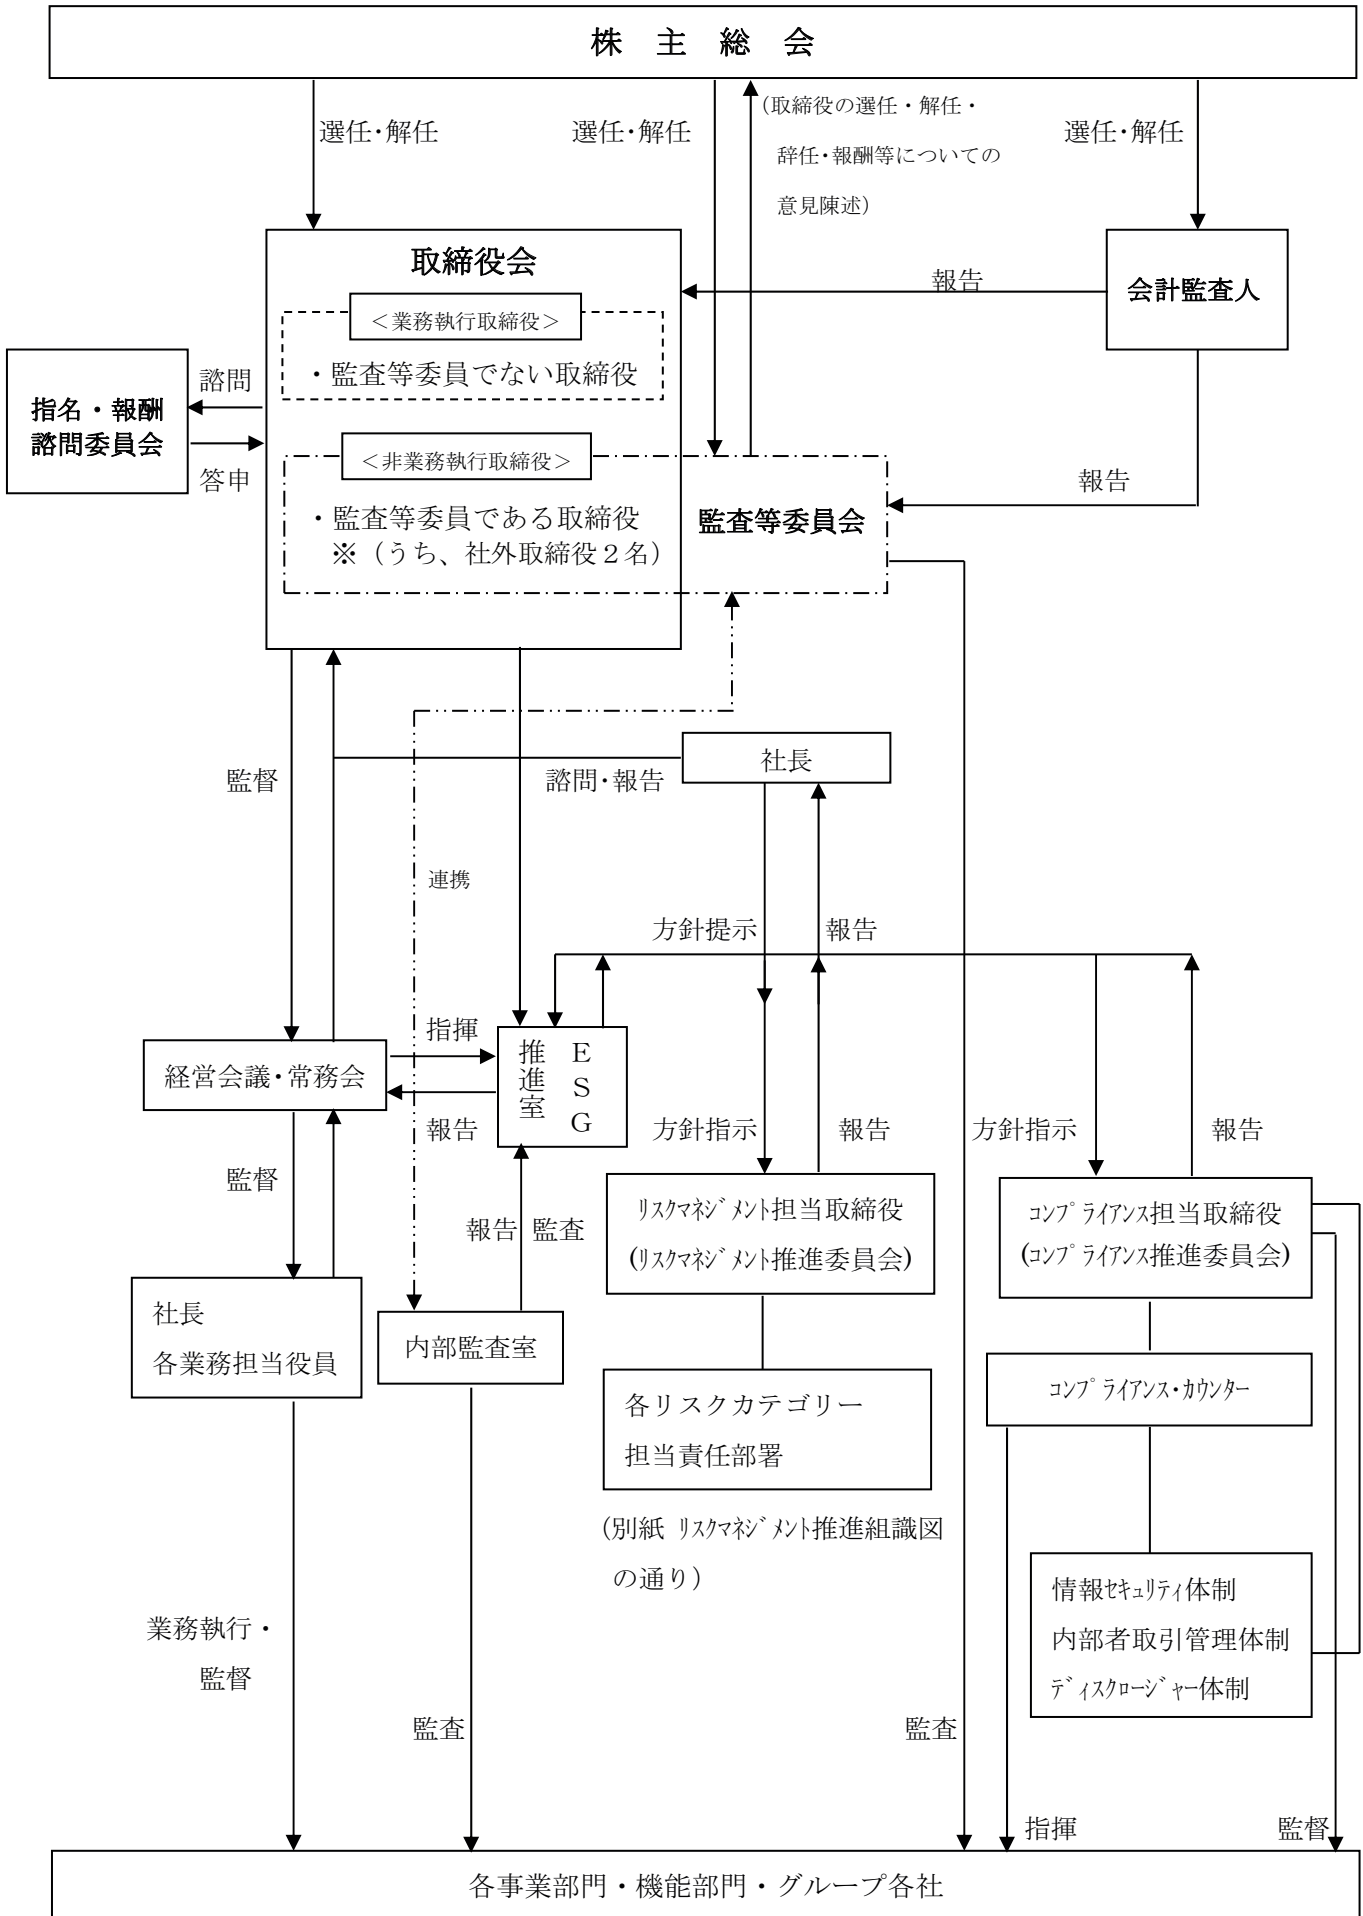 株　主　総　会
選任･解任
選任･解任
（取締役の選任・解任・
辞任･報酬等についての
意見陳述）
選任･解任
取締役会
＜業務執行取締役＞
・監査等委員でない取締役
報告
会計監査人
諮問
指名・報酬
諮問委員会
答申
＜非業務執行取締役＞
・監査等委員である取締役
※（うち、社外取締役２名）
監査等委員会
報告
社長
監督
諮問･報告
連携
方針提示
報告
指揮
経営会議･常務会
ＥＳＧ
推進室
報告
方針指示
報告
方針指示
報告
監督
報告
監査
ﾘｽｸﾏﾈｼﾞﾒﾝﾄ担当取締役
(ﾘｽｸﾏﾈｼﾞﾒﾝﾄ推進委員会)
ｺﾝﾌﾟﾗｲｱﾝｽ担当取締役
(ｺﾝﾌﾟﾗｲｱﾝｽ推進委員会)
社長
各業務担当役員
内部監査室
各リスクカテゴリー
担当責任部署
ｺﾝﾌﾟﾗｲｱﾝｽ･ｶｳﾝﾀｰ
（別紙 ﾘｽｸﾏﾈｼﾞﾒﾝﾄ推進組識図
の通り）
情報ｾｷｭﾘﾃｨ体制
内部者取引管理体制
ﾃﾞｨｽｸﾛｰｼﾞｬｰ体制
業務執行・
監督
監査
監査
指揮
監督
各事業部門・機能部門・グループ各社